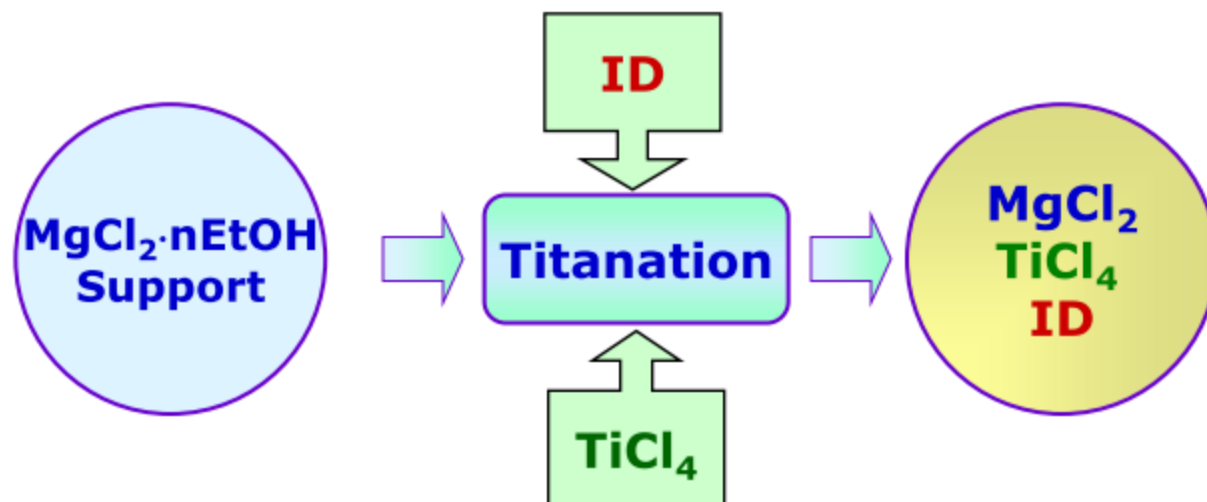 ID
MgCl₂·nEtOH
Support
Titanation
MgCl₂
TiCl₄
ID
TiCl₄